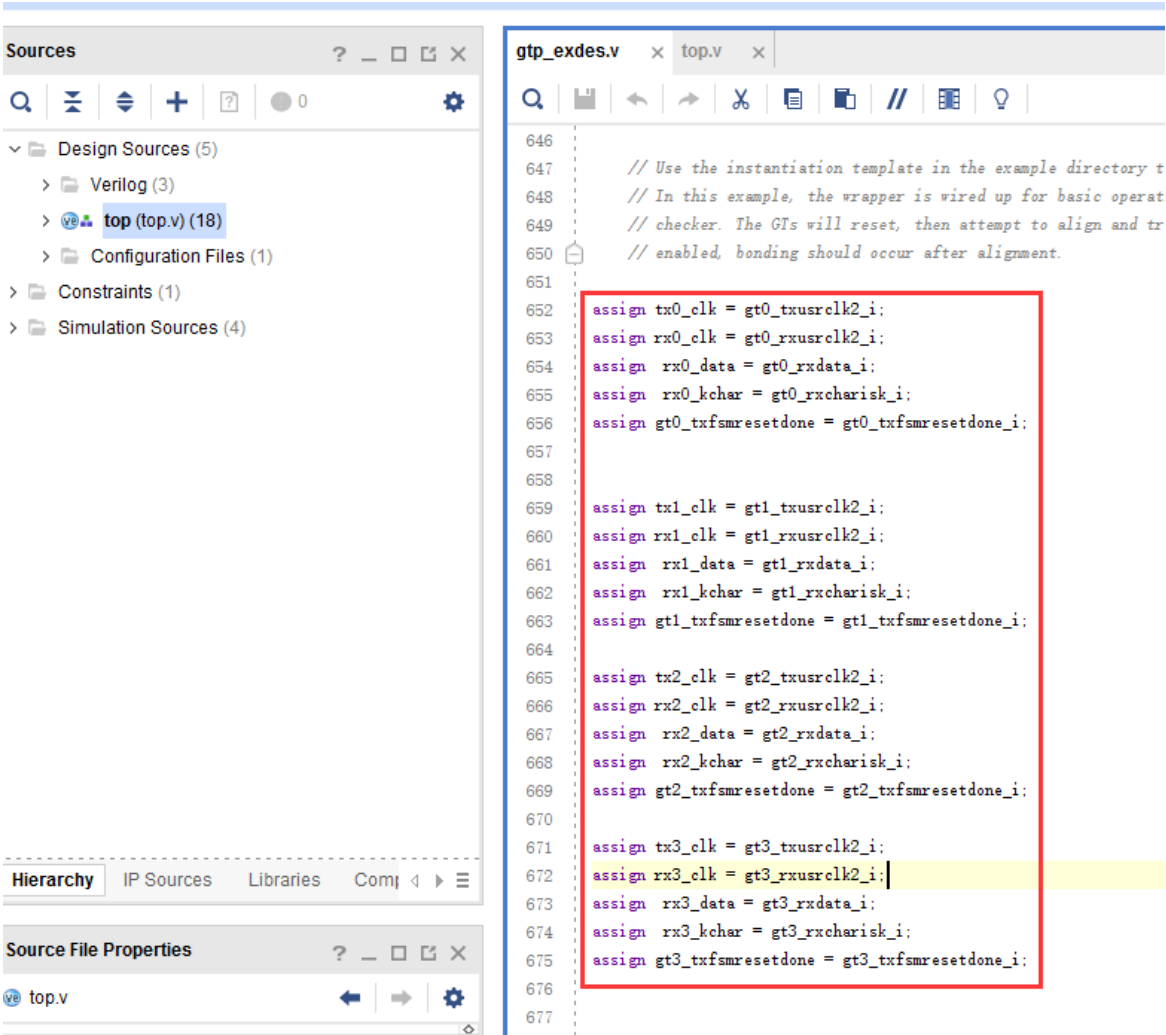 Sources
0
Design Sources (5)
Verilog (3)
top (top.v) (18)
Configuration Files (1)
Constraints (1)
Simulation Sources (4)
Hierarchy IP Sources Libraries Comp
Source File Properties
top.v
gtp_exdes.v top.v
646
647 // Use the instantiation template in the example directory t
648 // In this example, the wrapper is wired up for basic operat
649 // checker. The GTs will reset, then attempt to align and tr
650 // enabled, bonding should occur after alignment.
651
652 assign tx0_clk = gt0_txusrclk2_i;
653 assign rx0_clk = gt0_rxusrclk2_i;
654 assign  rx0_data = gt0_rxdata_i;
655 assign  rx0_kchar = gt0_rxcharisk_i;
656 assign gt0_txfsmresetdone = gt0_txfsmresetdone_i;
657
658
659 assign tx1_clk = gt1_txusrclk2_i;
660 assign rx1_clk = gt1_rxusrclk2_i;
661 assign  rx1_data = gt1_rxdata_i;
662 assign  rx1_kchar = gt1_rxcharisk_i;
663 assign gt1_txfsmresetdone = gt1_txfsmresetdone_i;
664
665 assign tx2_clk = gt2_txusrclk2_i;
666 assign rx2_clk = gt2_rxusrclk2_i;
667 assign  rx2_data = gt2_rxdata_i;
668 assign  rx2_kchar = gt2_rxcharisk_i;
669 assign gt2_txfsmresetdone = gt2_txfsmresetdone_i;
670
671 assign tx3_clk = gt3_txusrclk2_i;
672 assign rx3_clk = gt3_rxusrclk2_i;
673 assign  rx3_data = gt3_rxdata_i;
674 assign  rx3_kchar = gt3_rxcharisk_i;
675 assign gt3_txfsmresetdone = gt3_txfsmresetdone_i;
676
677